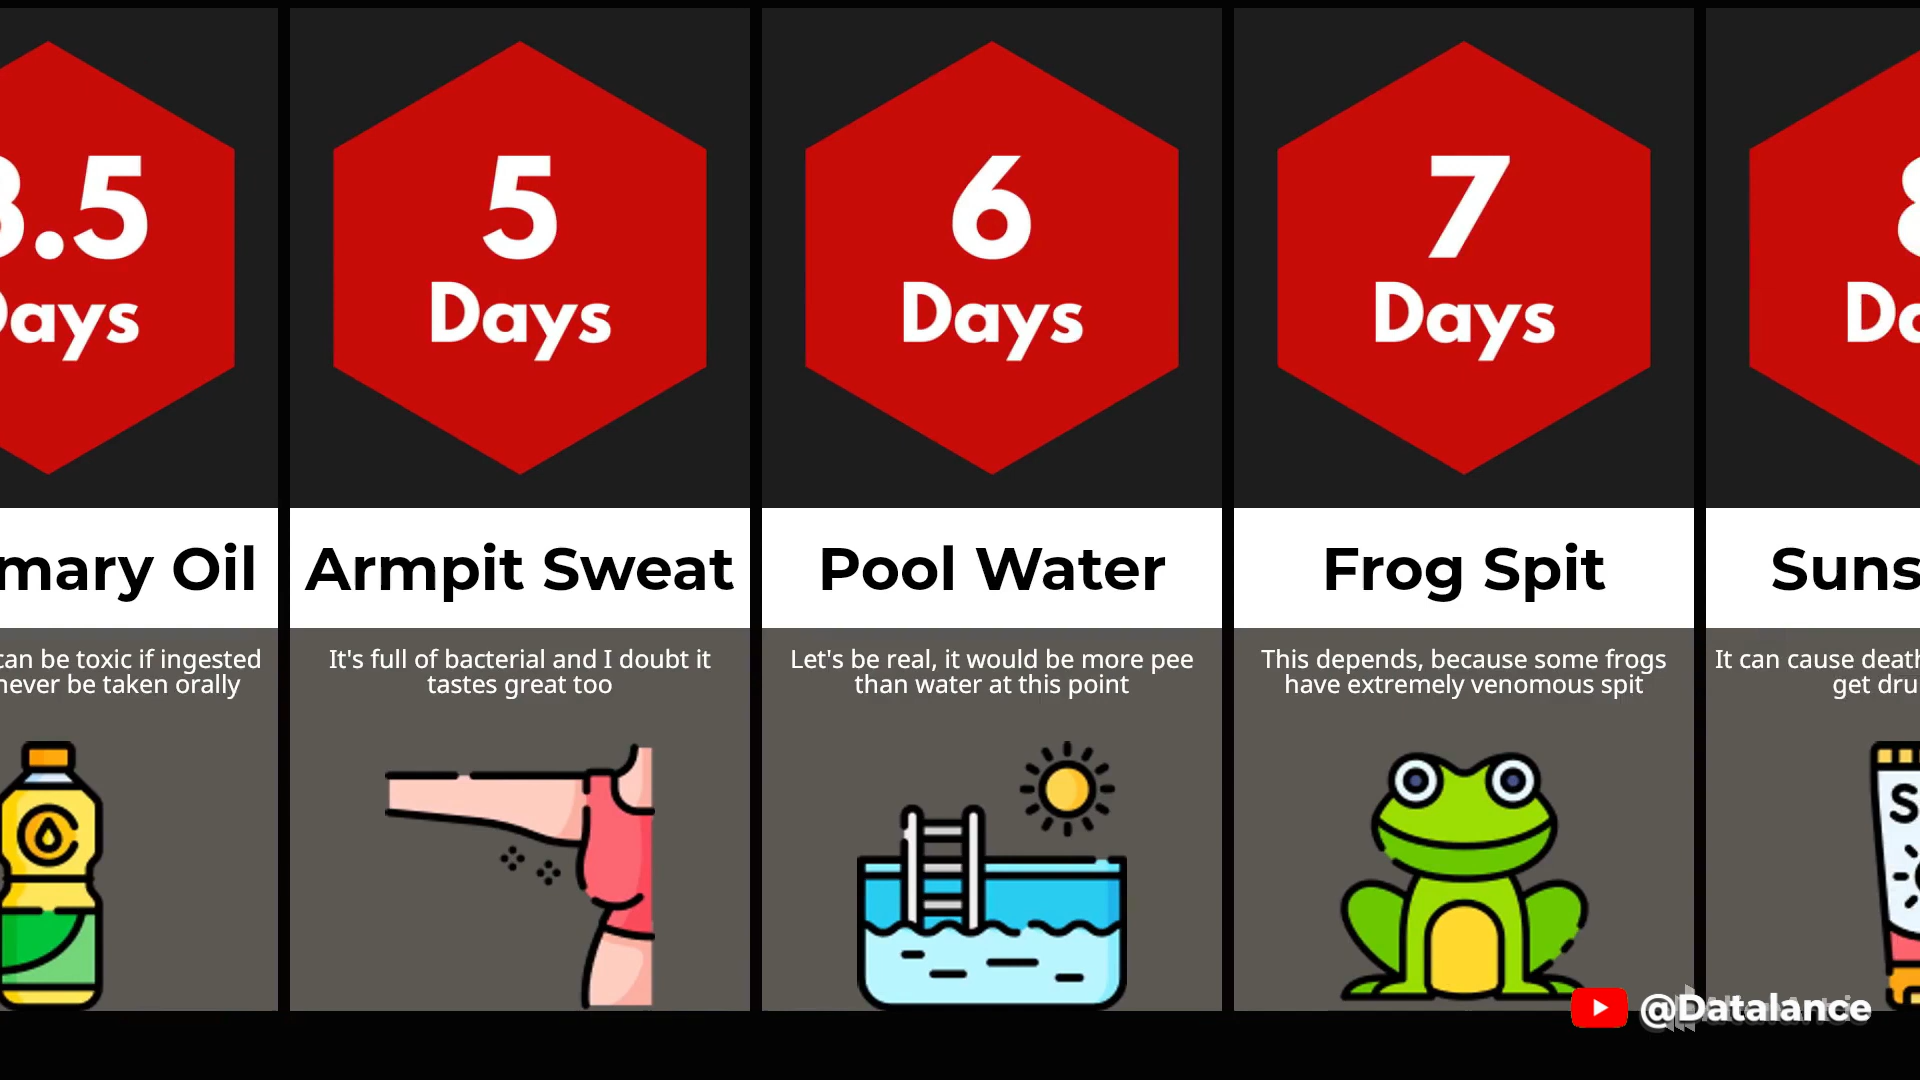 .5
Days
mary Oil
can be toxic if ingested
never be taken orally
5
Days
Armpit Sweat
It's full of bacterial and I doubt it
tastes great too
6
Days
Pool Water
Let's be real, it would be more pee
than water at this point
7
Days
Frog Spit
This depends, because some frogs
have extremely venomous spit
8
Da
Suns
It can cause death
get dru
S
@Datalance